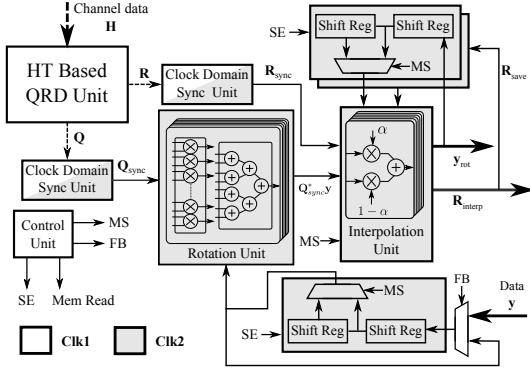 Channel data
H
HT Based
QRD Unit
R
Clock Domain
Sync Unit
R_sync
SE
Shift Reg
Shift Reg
MS
R_save
Q
Clock Domain
Sync Unit
Q_sync
Rotation Unit
Q*_sync y
α
1 − α
MS
Interpolation
Unit
y_rot
R_interp
Control
Unit
MS
FB
SE
Mem Read
MS
SE
Shift Reg
Shift Reg
FB
Data
y
Clk1
Clk2